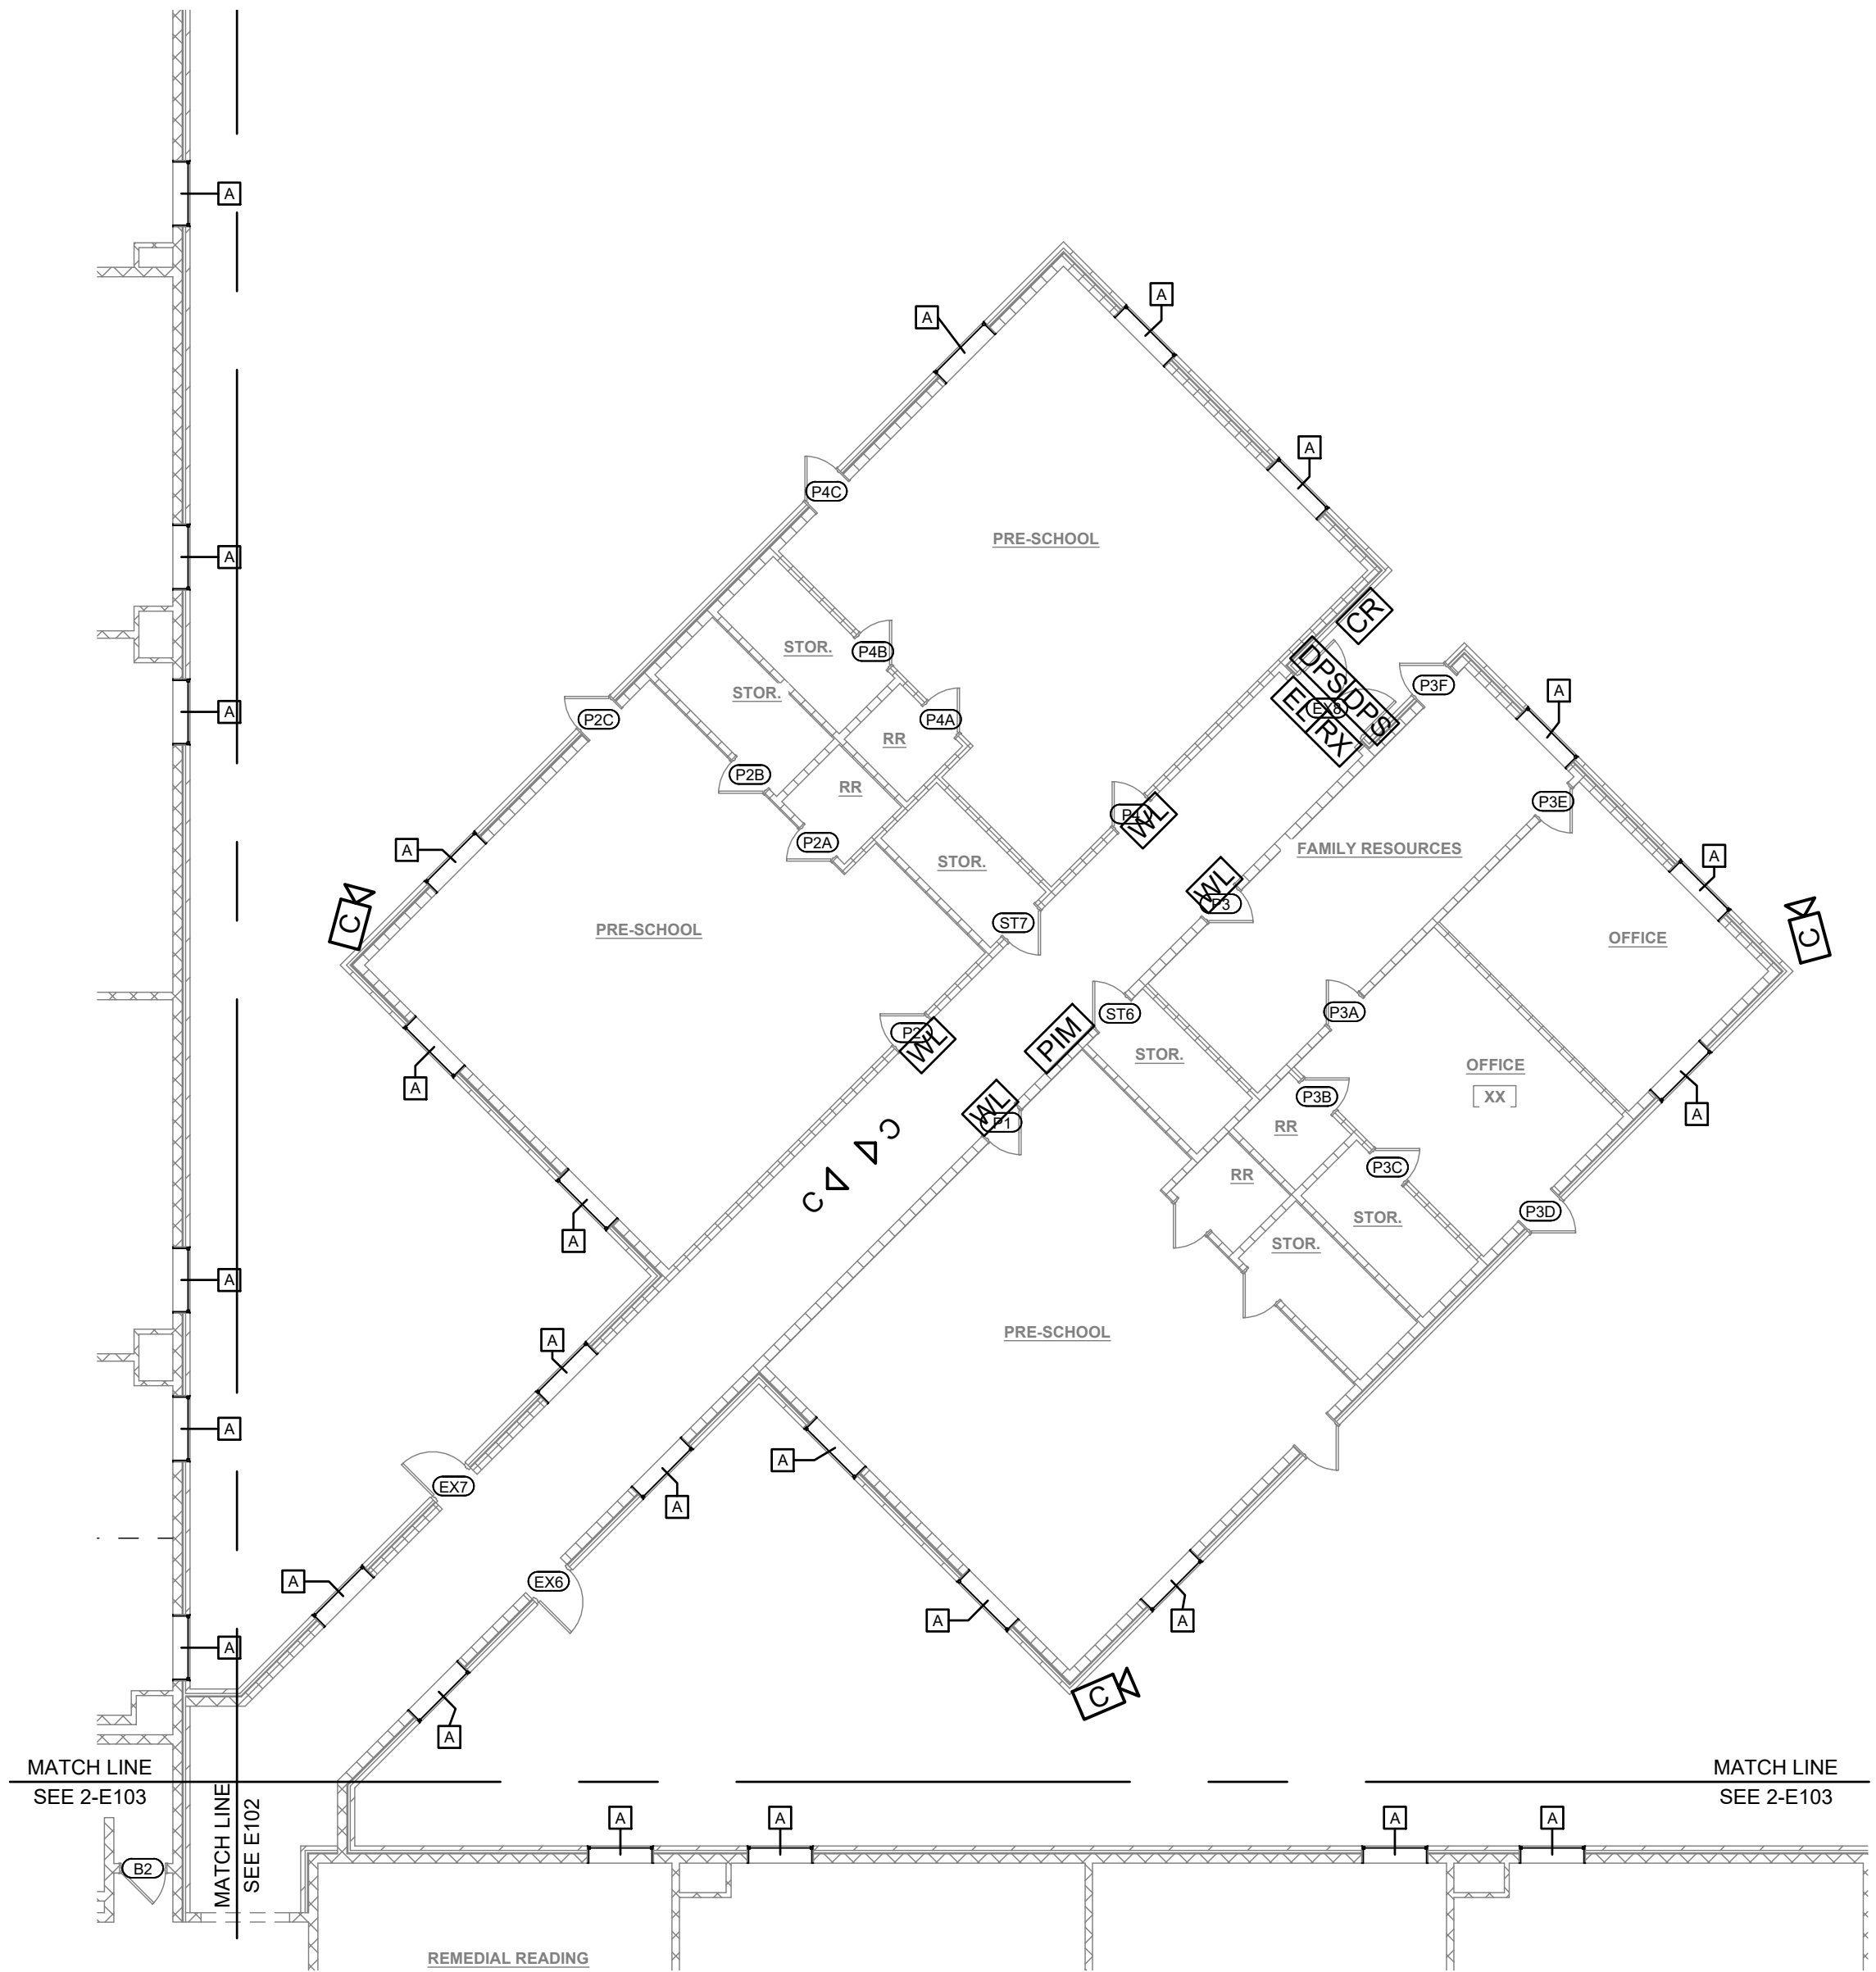 A
A
A
A
P4C
PRE-SCHOOL
A
CR
STOR.
P4B
DPS
DPS
P3F
A
STOR.
EL
RX
EX8
P2C
P4A
A
RR
P2B
RR
P3E
P4
WL
P2A
FAMILY RESOURCES
A
STOR.
A
WL
P3
C
ST7
PRE-SCHOOL
OFFICE
C
P3A
ST6
P2
WL
PIM
STOR.
OFFICE
A
XX
P3B
WL
P1
A
RR
C
P3C
RR
C
P3D
STOR.
A
STOR.
A
PRE-SCHOOL
A
A
A
EX7
A
A
EX6
A
A
A
A
C
A
MATCH LINE
SEE 2-E103
MATCH LINE
SEE 2-E103
MATCH LINE
SEE E102
A
A
A
A
B2
REMEDIAL READING